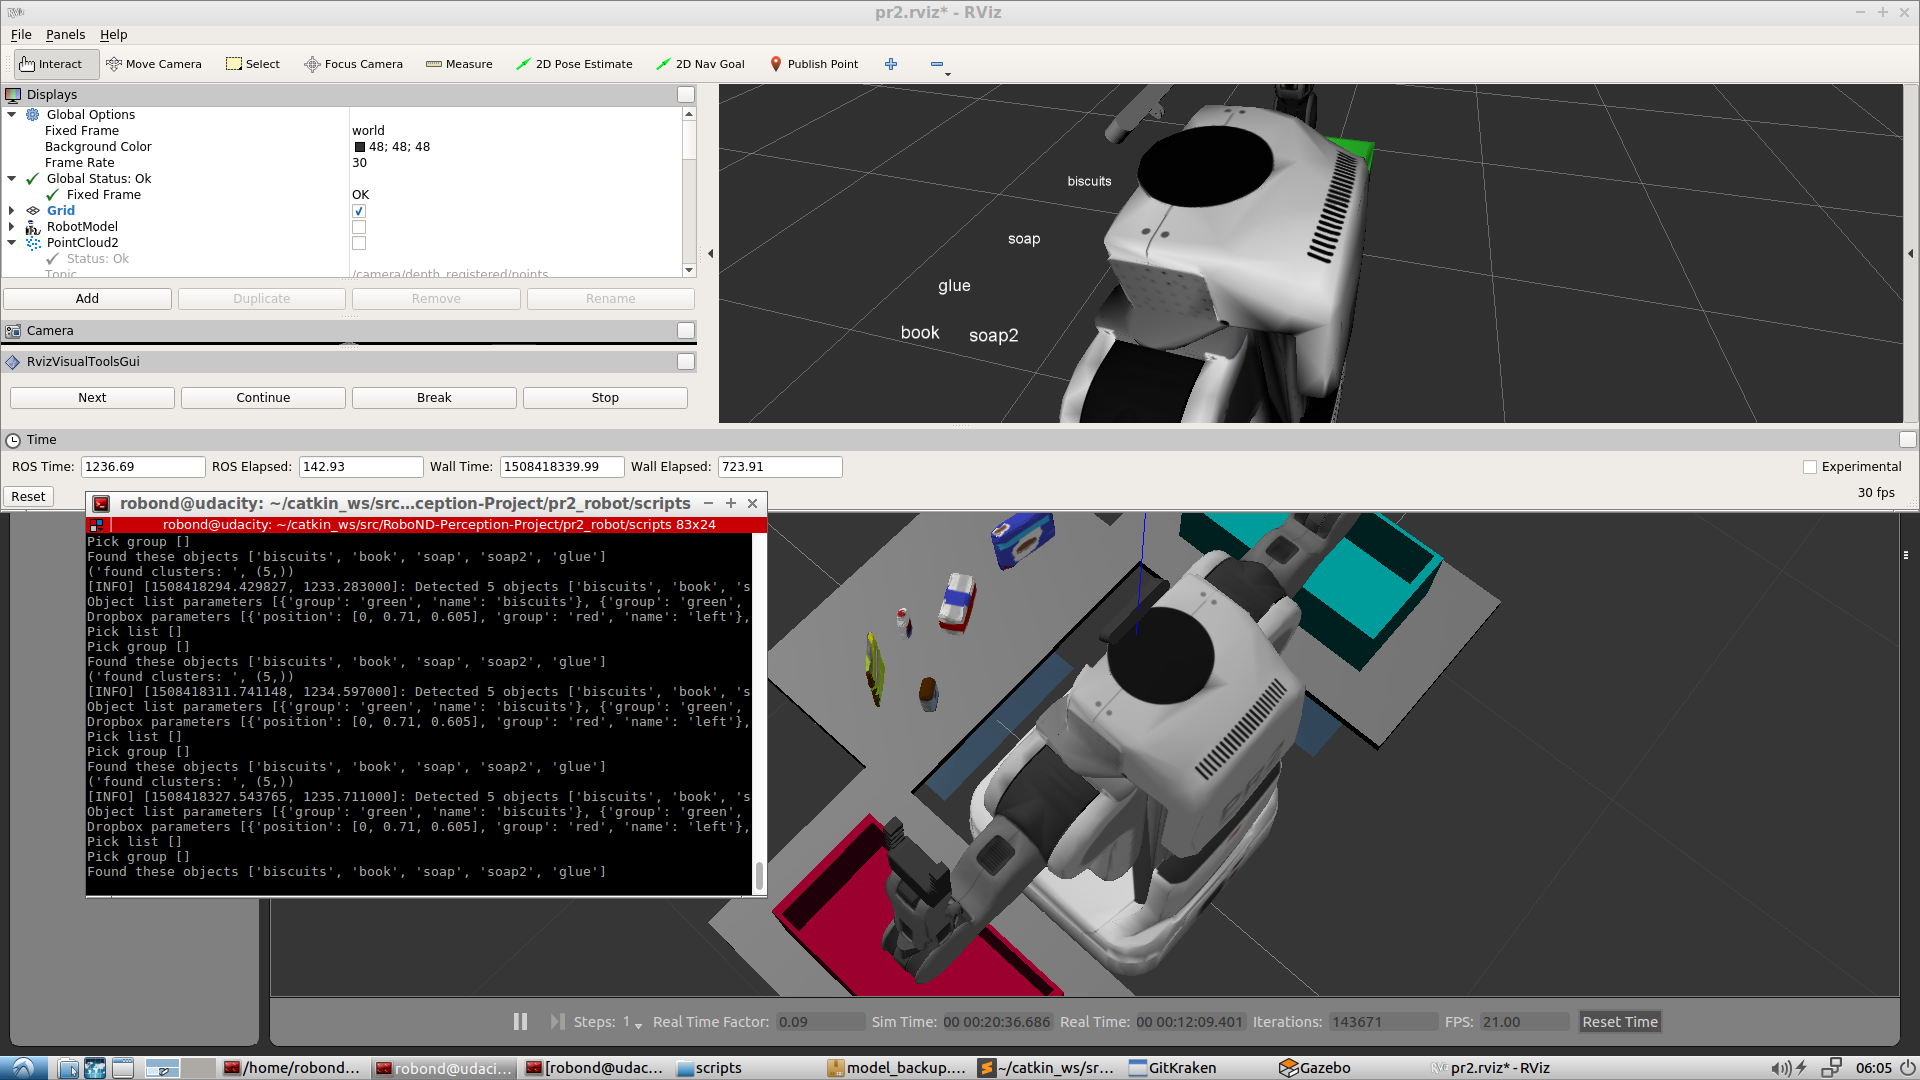 pr2.rviz* - RViz
File Panels Help
Interact Move Camera Select Focus Camera Measure 2D Pose Estimate 2D Nav Goal Publish Point
Displays
Global Options
Fixed Frame world
Background Color 48; 48; 48
Frame Rate 30
Global Status: Ok
Fixed Frame OK
Grid
RobotModel
PointCloud2
Status: Ok
Topic /camera/depth_registered/points
Add Duplicate Remove Rename
Camera
RvizVisualToolsGui
Next Continue Break Stop
biscuits
soap
glue
book soap2
Time
ROS Time: 1236.69 ROS Elapsed: 142.93 Wall Time: 1508418339.99 Wall Elapsed: 723.91 Experimental
Reset 30 fps
robond@udacity: ~/catkin_ws/src...ception-Project/pr2_robot/scripts
robond@udacity: ~/catkin_ws/src/RoboND-Perception-Project/pr2_robot/scripts 83x24
Pick group []
Found these objects ['biscuits', 'book', 'soap', 'soap2', 'glue']
('found clusters: ', (5,))
[INFO] [1508418294.429827, 1233.283000]: Detected 5 objects ['biscuits', 'book', 's
Object list parameters [{'group': 'green', 'name': 'biscuits'}, {'group': 'green',
Dropbox parameters [{'position': [0, 0.71, 0.605], 'group': 'red', 'name': 'left'},
Pick list []
Pick group []
Found these objects ['biscuits', 'book', 'soap', 'soap2', 'glue']
('found clusters: ', (5,))
[INFO] [1508418311.741148, 1234.597000]: Detected 5 objects ['biscuits', 'book', 's
Object list parameters [{'group': 'green', 'name': 'biscuits'}, {'group': 'green',
Dropbox parameters [{'position': [0, 0.71, 0.605], 'group': 'red', 'name': 'left'},
Pick list []
Pick group []
Found these objects ['biscuits', 'book', 'soap', 'soap2', 'glue']
('found clusters: ', (5,))
[INFO] [1508418327.543765, 1235.711000]: Detected 5 objects ['biscuits', 'book', 's
Object list parameters [{'group': 'green', 'name': 'biscuits'}, {'group': 'green',
Dropbox parameters [{'position': [0, 0.71, 0.605], 'group': 'red', 'name': 'left'},
Pick list []
Pick group []
Found these objects ['biscuits', 'book', 'soap', 'soap2', 'glue']
Steps: 1 Real Time Factor: 0.09 Sim Time: 00 00:20:36.686 Real Time: 00 00:12:09.401 Iterations: 143671 FPS: 21.00 Reset Time
/home/robond... robond@udaci... [robond@udac... scripts model_backup.... ~/catkin_ws/sr... GitKraken Gazebo pr2.rviz* - RViz 06:05